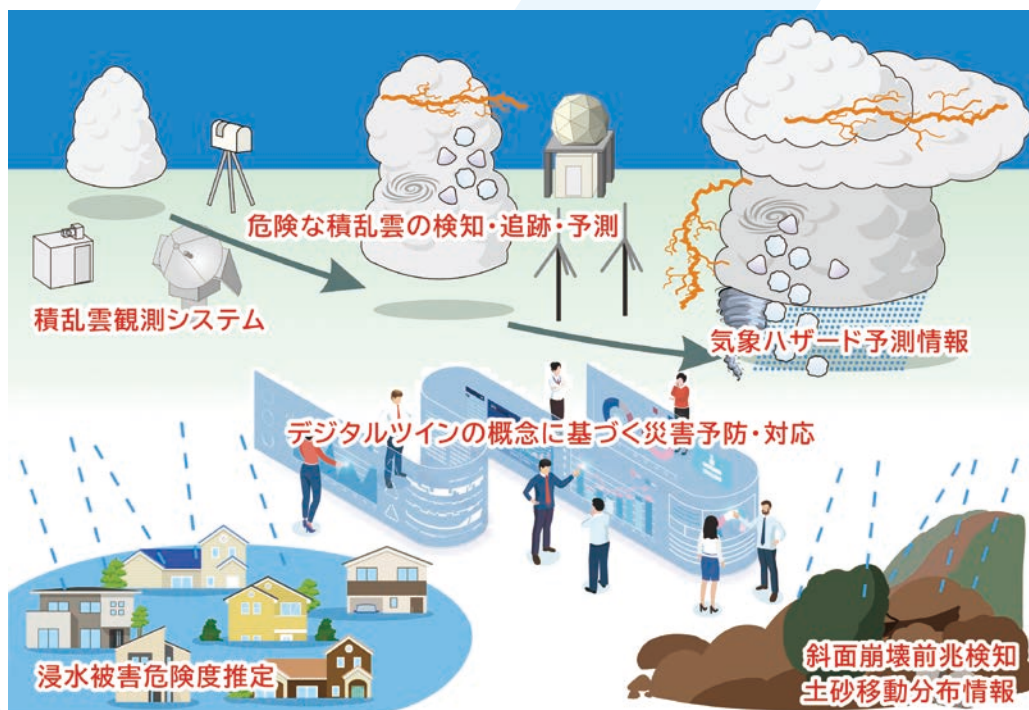 危険な積乱雲の検知・追跡・予測
積乱雲観測システム
気象ハザード予測情報
デジタルツインの概念に基づく災害予防・対応
浸水被害危険度推定
斜面崩壊前兆検知
土砂移動分布情報